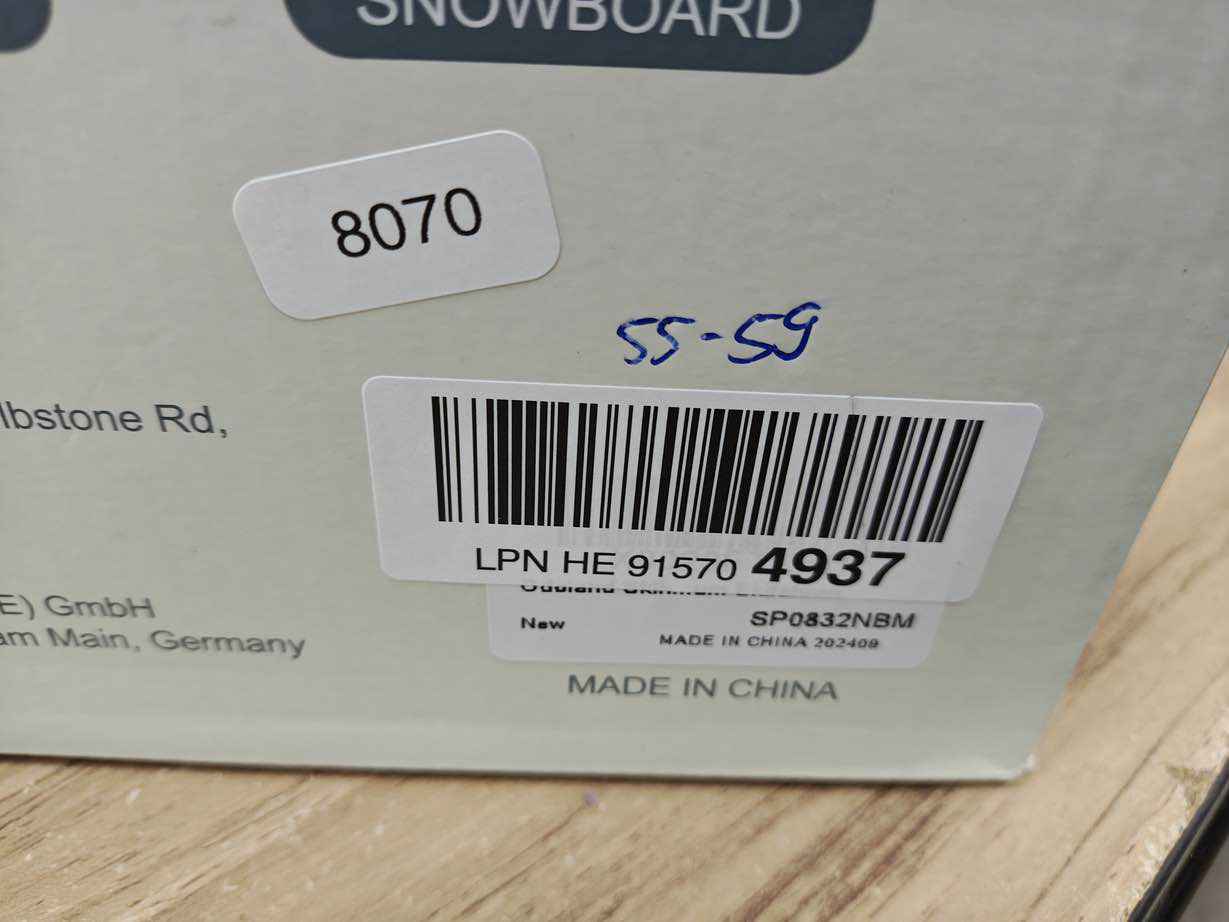 SNOWBOARD
8070
55-59
lbstone Rd,
LPN HE 91570 4937
New SP0832NBM
MADE IN CHINA 202409
E) GmbH
am Main, Germany
MADE IN CHINA